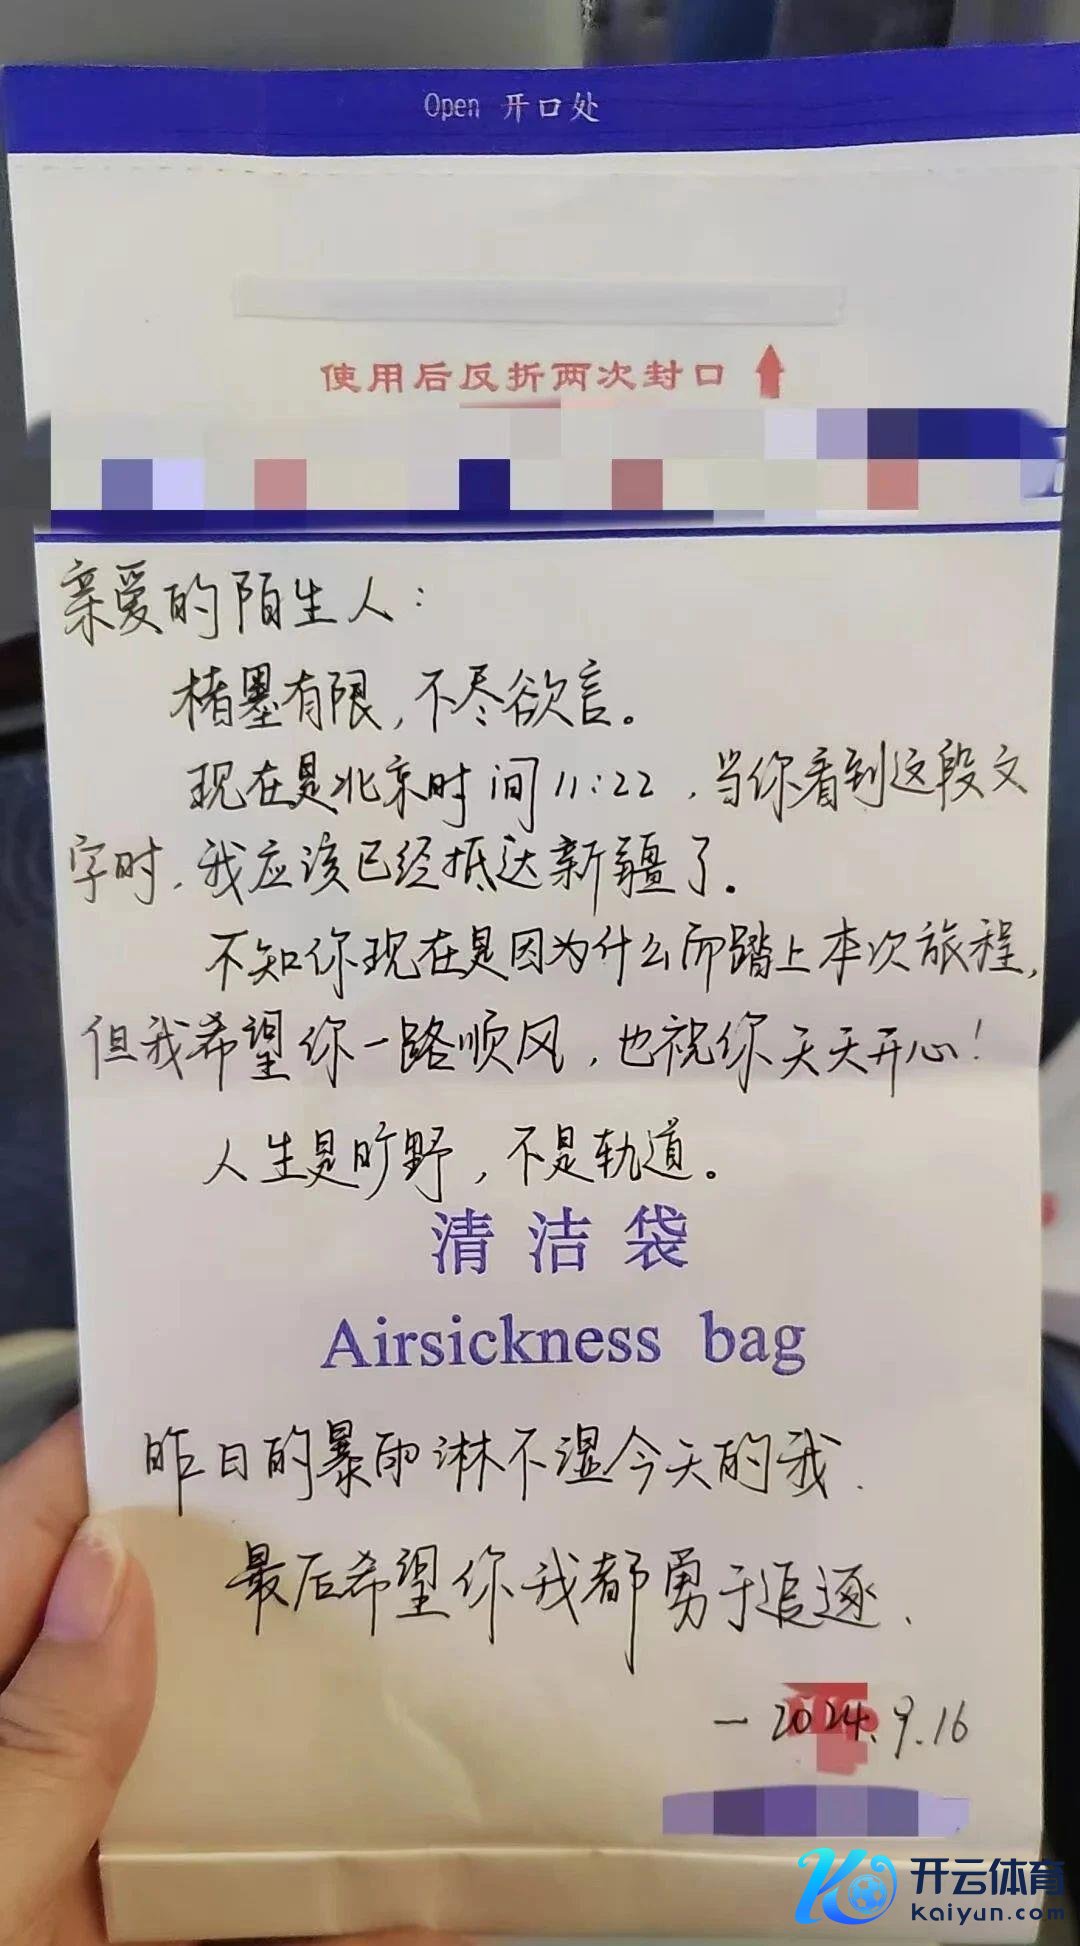 Open 开口处
使用后反折两次封口
亲爱的陌生人:
楮墨有限,不尽欲言。
现在是北京时间11:22,当你看到这段文
字时,我应该已经抵达新疆了。
不知你现在是因为什么而踏上本次旅程,
但我希望你一路顺风,也祝你天天开心!
人生是旷野,不是轨道。
清洁袋
Airsickness bag
昨日的暴雨淋不湿今天的我.
最后希望你我都勇于追逐.
—2024.9.16
开云体育
kaiyun.com